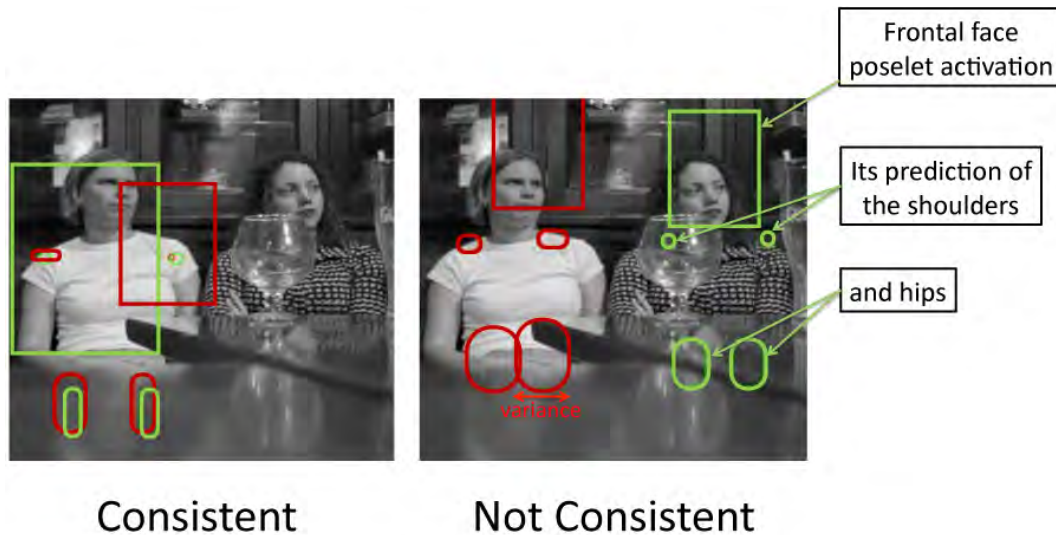 Frontal face
poselet activation
Its prediction of
the shoulders
and hips
variance
Consistent
Not Consistent